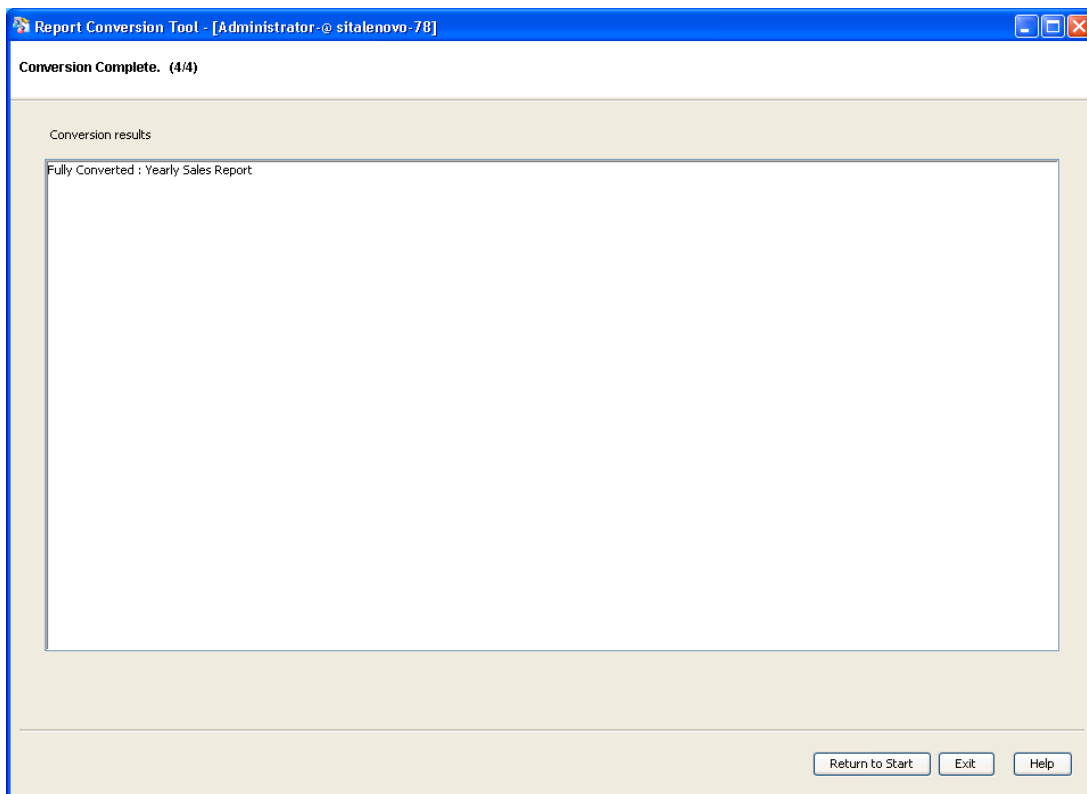 Report Conversion Tool - [Administrator-@ sitalenovo-78]
Conversion Complete. (4/4)
Conversion results
Fully Converted : Yearly Sales Report
Return to Start Exit Help